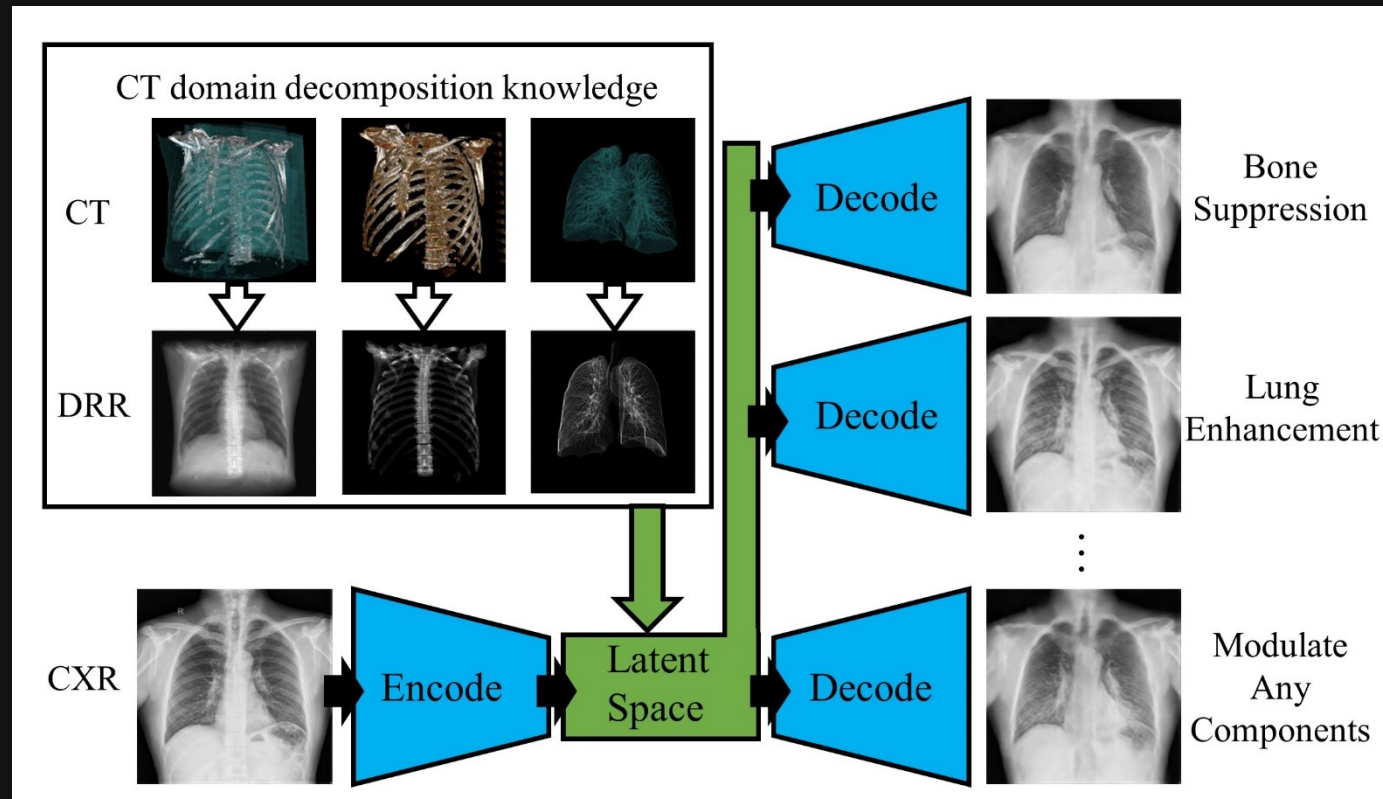 CT domain decomposition knowledge
CT
DRR
CXR
Encode
Latent
Space
Decode
Bone
Suppression
Decode
Lung
Enhancement
⋮
Decode
Modulate
Any
Components
R